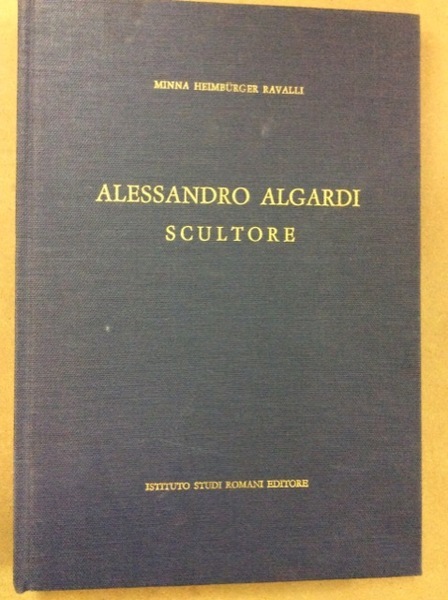 MINNA HEIMBÜRGER RAVALLI
ALESSANDRO ALGARDI
SCULTORE
ISTITUTO STUDI ROMANI EDITORE